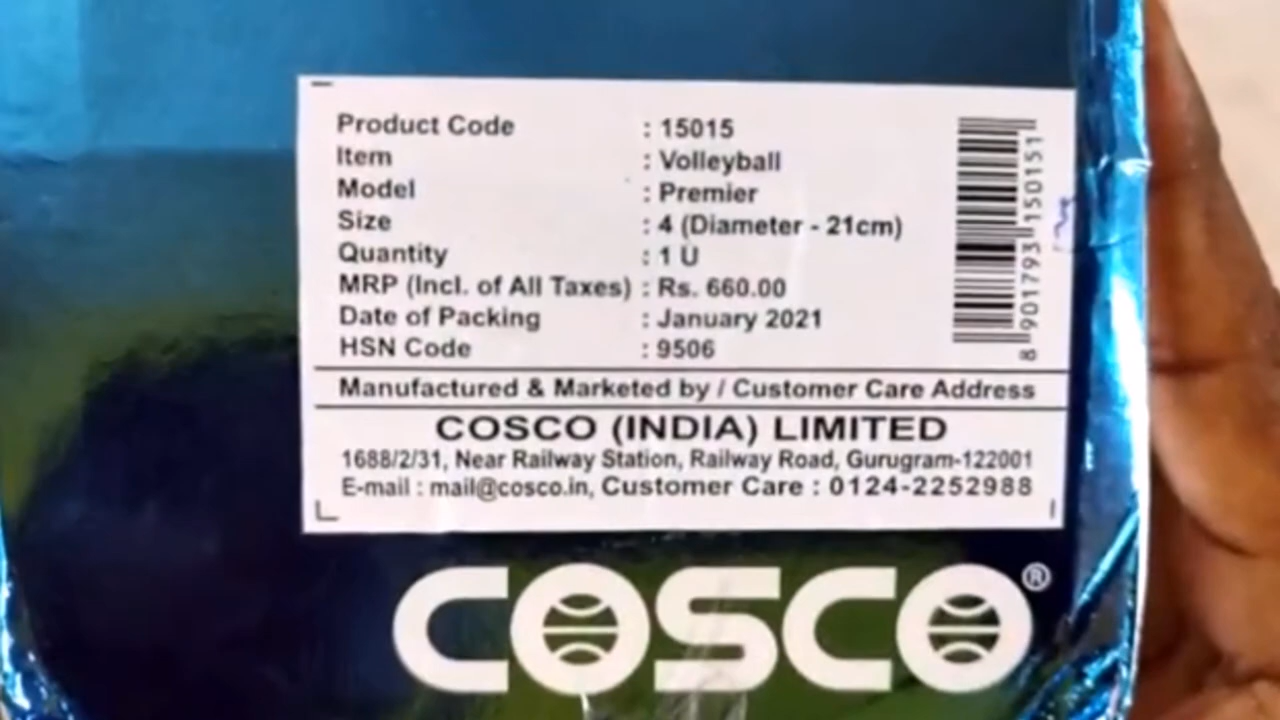 Product Code : 15015
Item : Volleyball
Model : Premier
Size : 4 (Diameter - 21cm)
Quantity : 1 U
MRP (Incl. of All Taxes) : Rs. 660.00
Date of Packing : January 2021
HSN Code : 9506
8 901793 150151
Manufactured & Marketed by / Customer Care Address
COSCO (INDIA) LIMITED
1688/2/31, Near Railway Station, Railway Road, Gurugram-122001
E-mail : mail@cosco.in, Customer Care : 0124-2252988
COSCO®